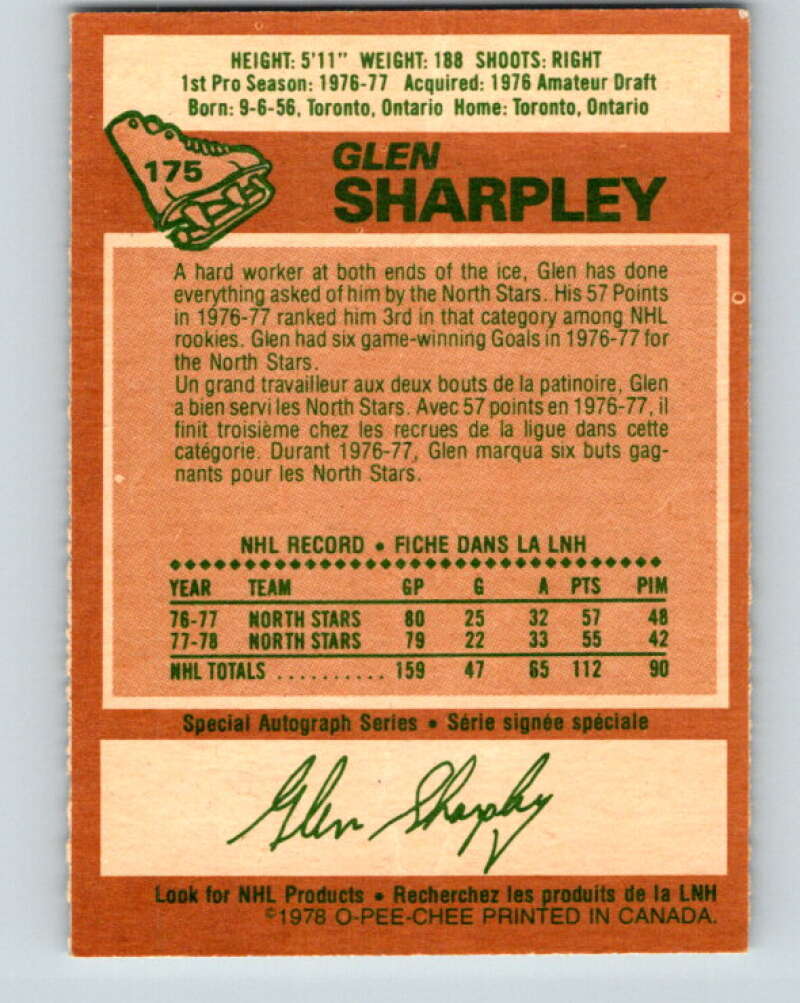 HEIGHT: 5'11" WEIGHT: 188 SHOOTS: RIGHT
1st Pro Season: 1976-77 Acquired: 1976 Amateur Draft
Born: 9-6-56, Toronto, Ontario Home: Toronto, Ontario
175
GLEN
SHARPLEY
A hard worker at both ends of the ice, Glen has done
everything asked of him by the North Stars. His 57 Points
in 1976-77 ranked him 3rd in that category among NHL
rookies. Glen had six game-winning Goals in 1976-77 for
the North Stars.
Un grand travailleur aux deux bouts de la patinoire, Glen
a bien servi les North Stars. Avec 57 points en 1976-77, il
finit troisième chez les recrues de la ligue dans cette
catégorie. Durant 1976-77, Glen marqua six buts gag-
nants pour les North Stars.
NHL RECORD • FICHE DANS LA LNH
YEAR TEAM GP G A PTS PIM
76-77 NORTH STARS 80 25 32 57 48
77-78 NORTH STARS 79 22 33 55 42
NHL TOTALS .......... 159 47 65 112 90
Special Autograph Series • Série signée spéciale
Glen Sharpley
Look for NHL Products • Recherchez les produits de la LNH
©1978 O-PEE-CHEE PRINTED IN CANADA.